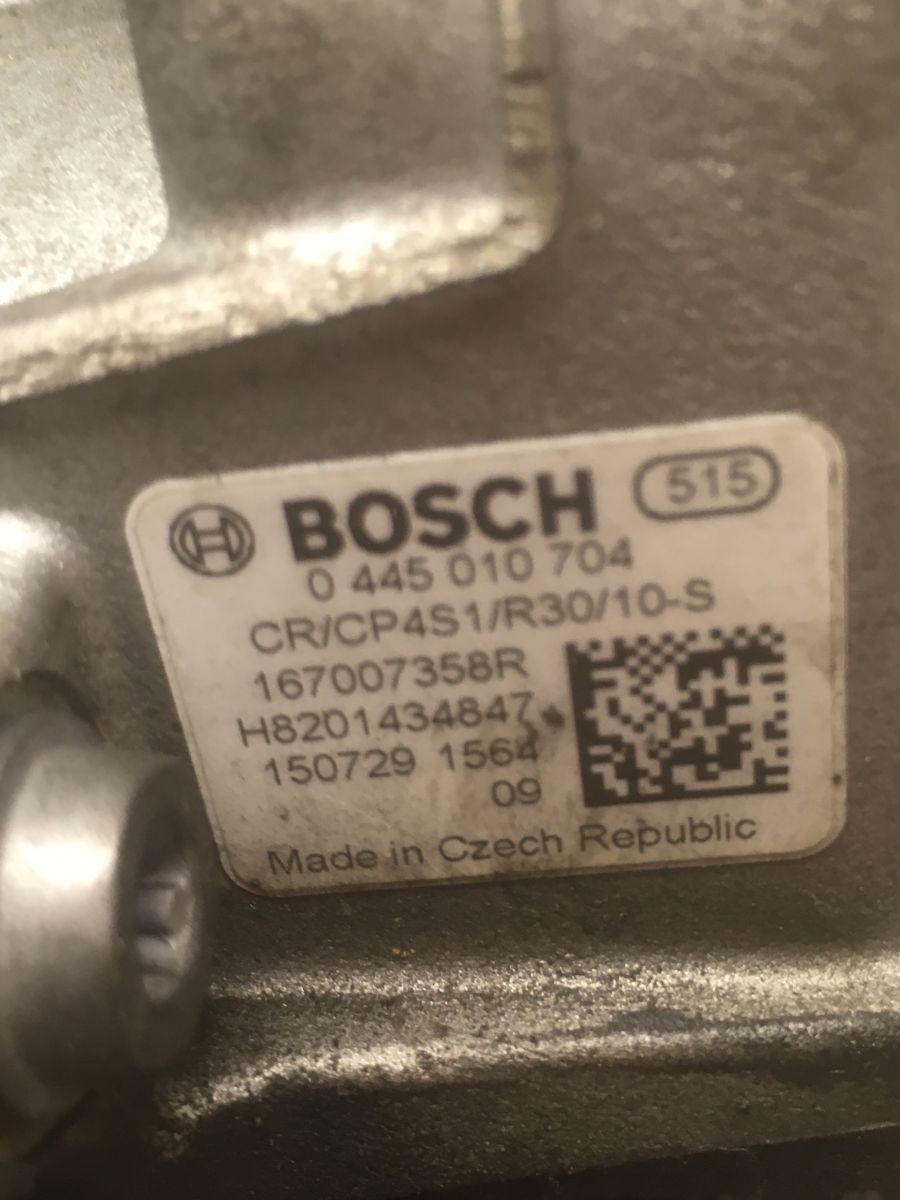 BOSCH 515
0 445 010 704
CR/CP4S1/R30/10-S
167007358R
H8201434847
150729 1564
09
Made in Czech Republic